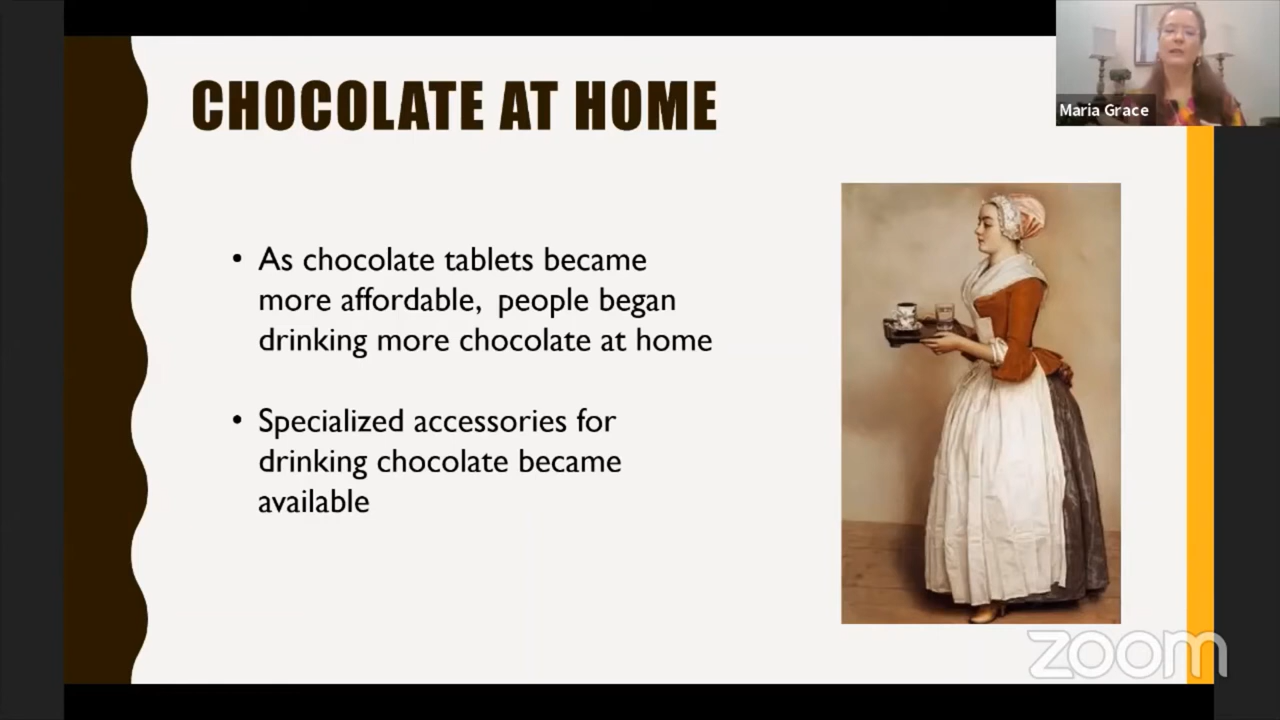 CHOCOLATE AT HOME
Maria Grace
• As chocolate tablets became
more affordable, people began
drinking more chocolate at home
• Specialized accessories for
drinking chocolate became
available
zoom